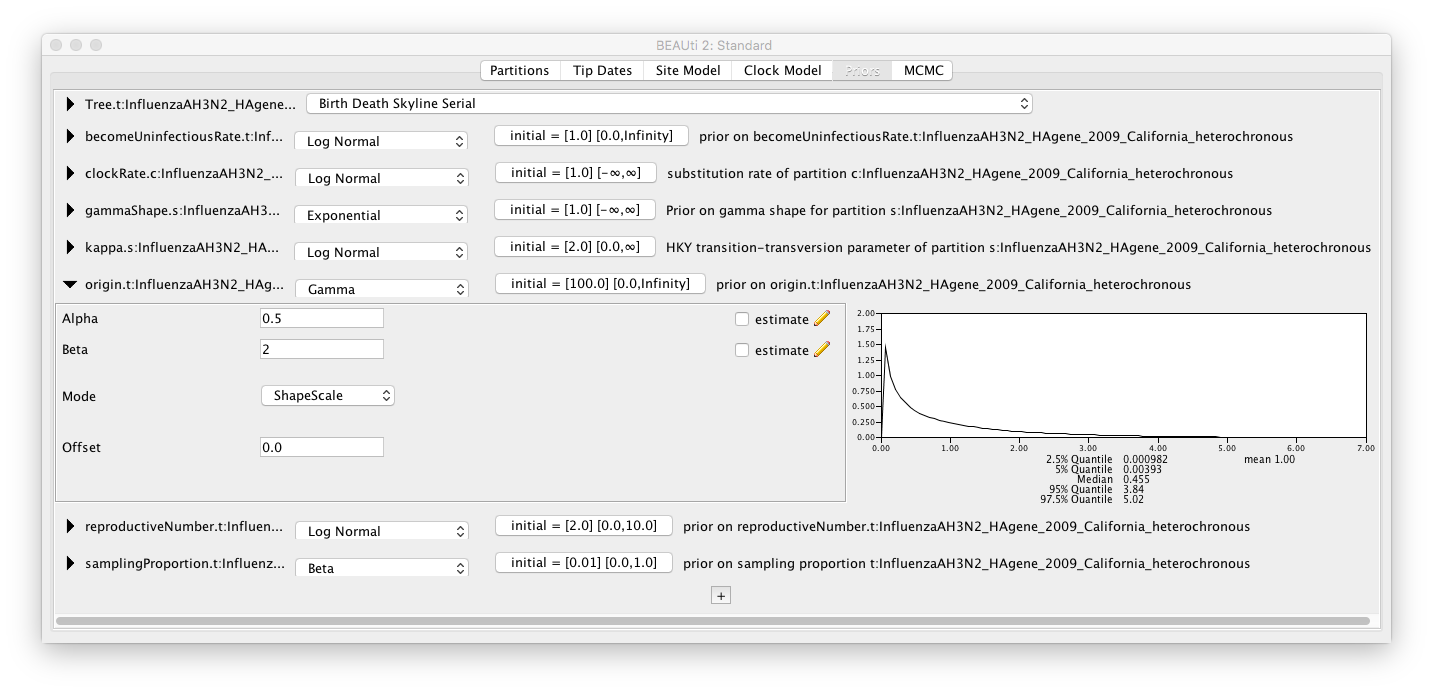 BEAUti 2: Standard
Partitions Tip Dates Site Model Clock Model Priors MCMC
Tree.t:InfluenzaAH3N2_HAgene... Birth Death Skyline Serial
becomeUninfectiousRate.t:Inf... Log Normal initial = [1.0] [0.0,Infinity] prior on becomeUninfectiousRate.t:InfluenzaAH3N2_HAgene_2009_California_heterochronous
clockRate.c:InfluenzaAH3N2_... Log Normal initial = [1.0] [-∞,∞] substitution rate of partition c:InfluenzaAH3N2_HAgene_2009_California_heterochronous
gammaShape.s:InfluenzaAH3... Exponential initial = [1.0] [-∞,∞] Prior on gamma shape for partition s:InfluenzaAH3N2_HAgene_2009_California_heterochronous
kappa.s:InfluenzaAH3N2_HA... Log Normal initial = [2.0] [0.0,∞] HKY transition-transversion parameter of partition s:InfluenzaAH3N2_HAgene_2009_California_heterochronous
origin.t:InfluenzaAH3N2_HAg... Gamma initial = [100.0] [0.0,Infinity] prior on origin.t:InfluenzaAH3N2_HAgene_2009_California_heterochronous
Alpha 0.5 estimate
Beta 2 estimate
Mode ShapeScale
Offset 0.0
2.00
1.75
1.50
1.25
1.00
0.750
0.500
0.250
0.00
0.00 1.00 2.00 3.00 4.00 5.00 6.00 7.00
2.5% Quantile 0.000982 mean 1.00
5% Quantile 0.00393
Median 0.455
95% Quantile 3.84
97.5% Quantile 5.02
reproductiveNumber.t:Influen... Log Normal initial = [2.0] [0.0,10.0] prior on reproductiveNumber.t:InfluenzaAH3N2_HAgene_2009_California_heterochronous
samplingProportion.t:Influenz... Beta initial = [0.01] [0.0,1.0] prior on sampling proportion t:InfluenzaAH3N2_HAgene_2009_California_heterochronous
+